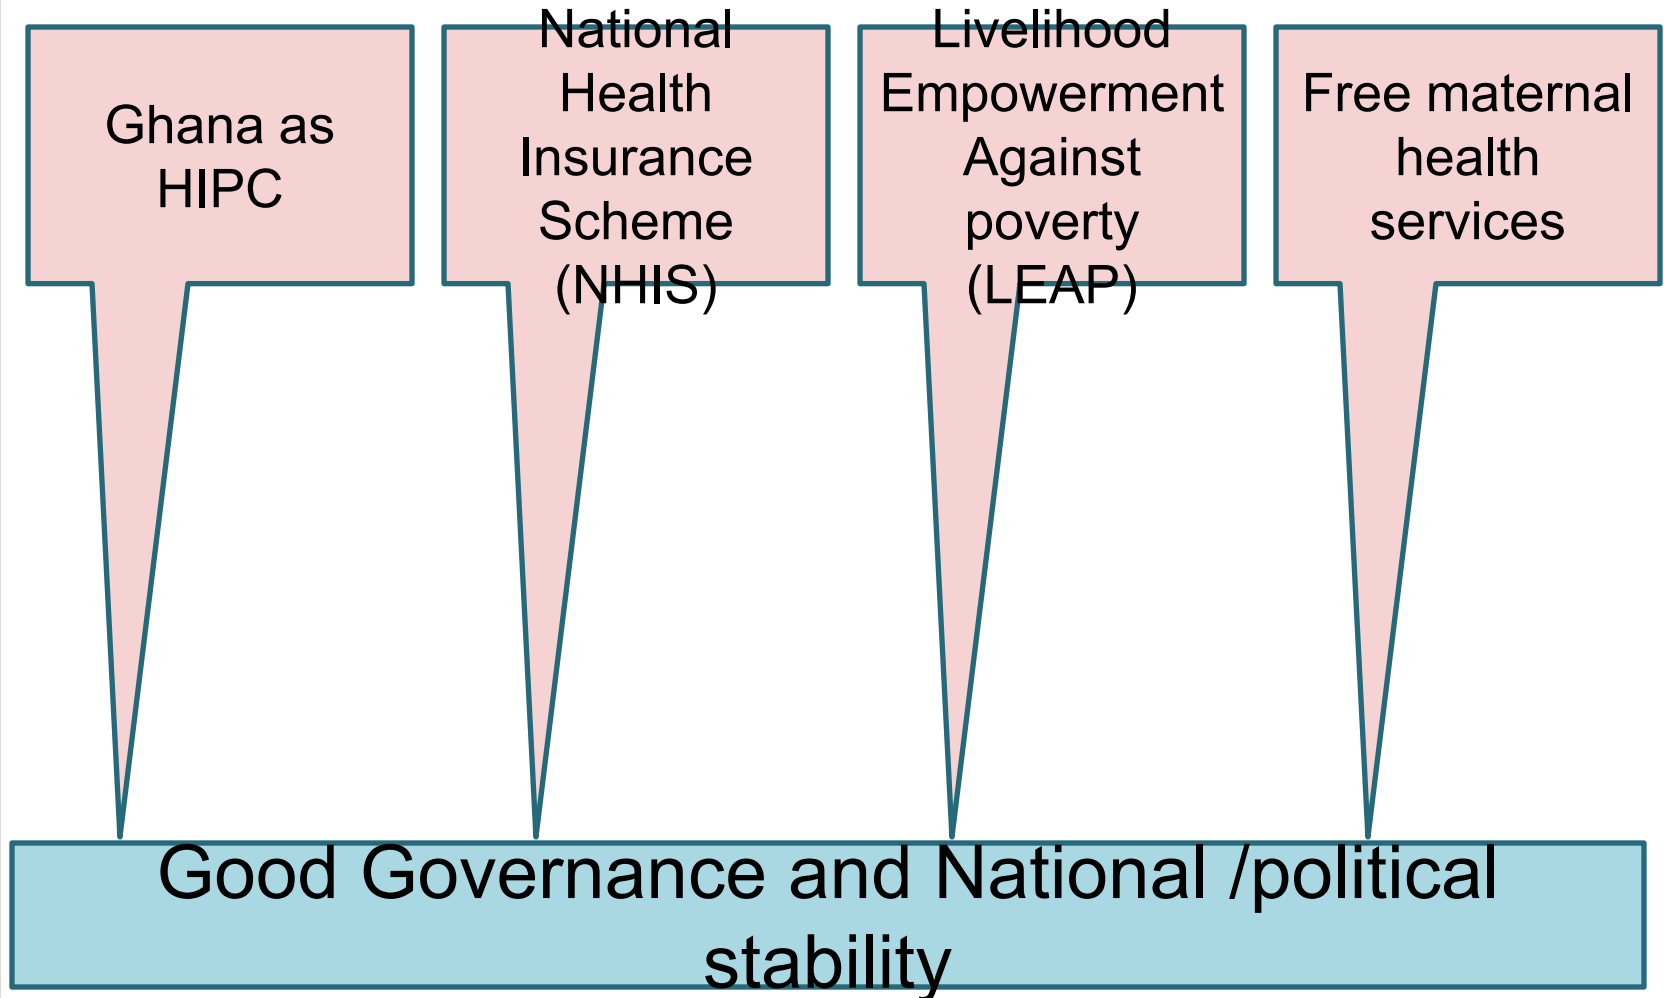 Ghana as
HIPC
National
Health
Insurance
Scheme
(NHIS)
Livelihood
Empowerment
Against
poverty
(LEAP)
Free maternal
health
services
Good Governance and National /political
stability